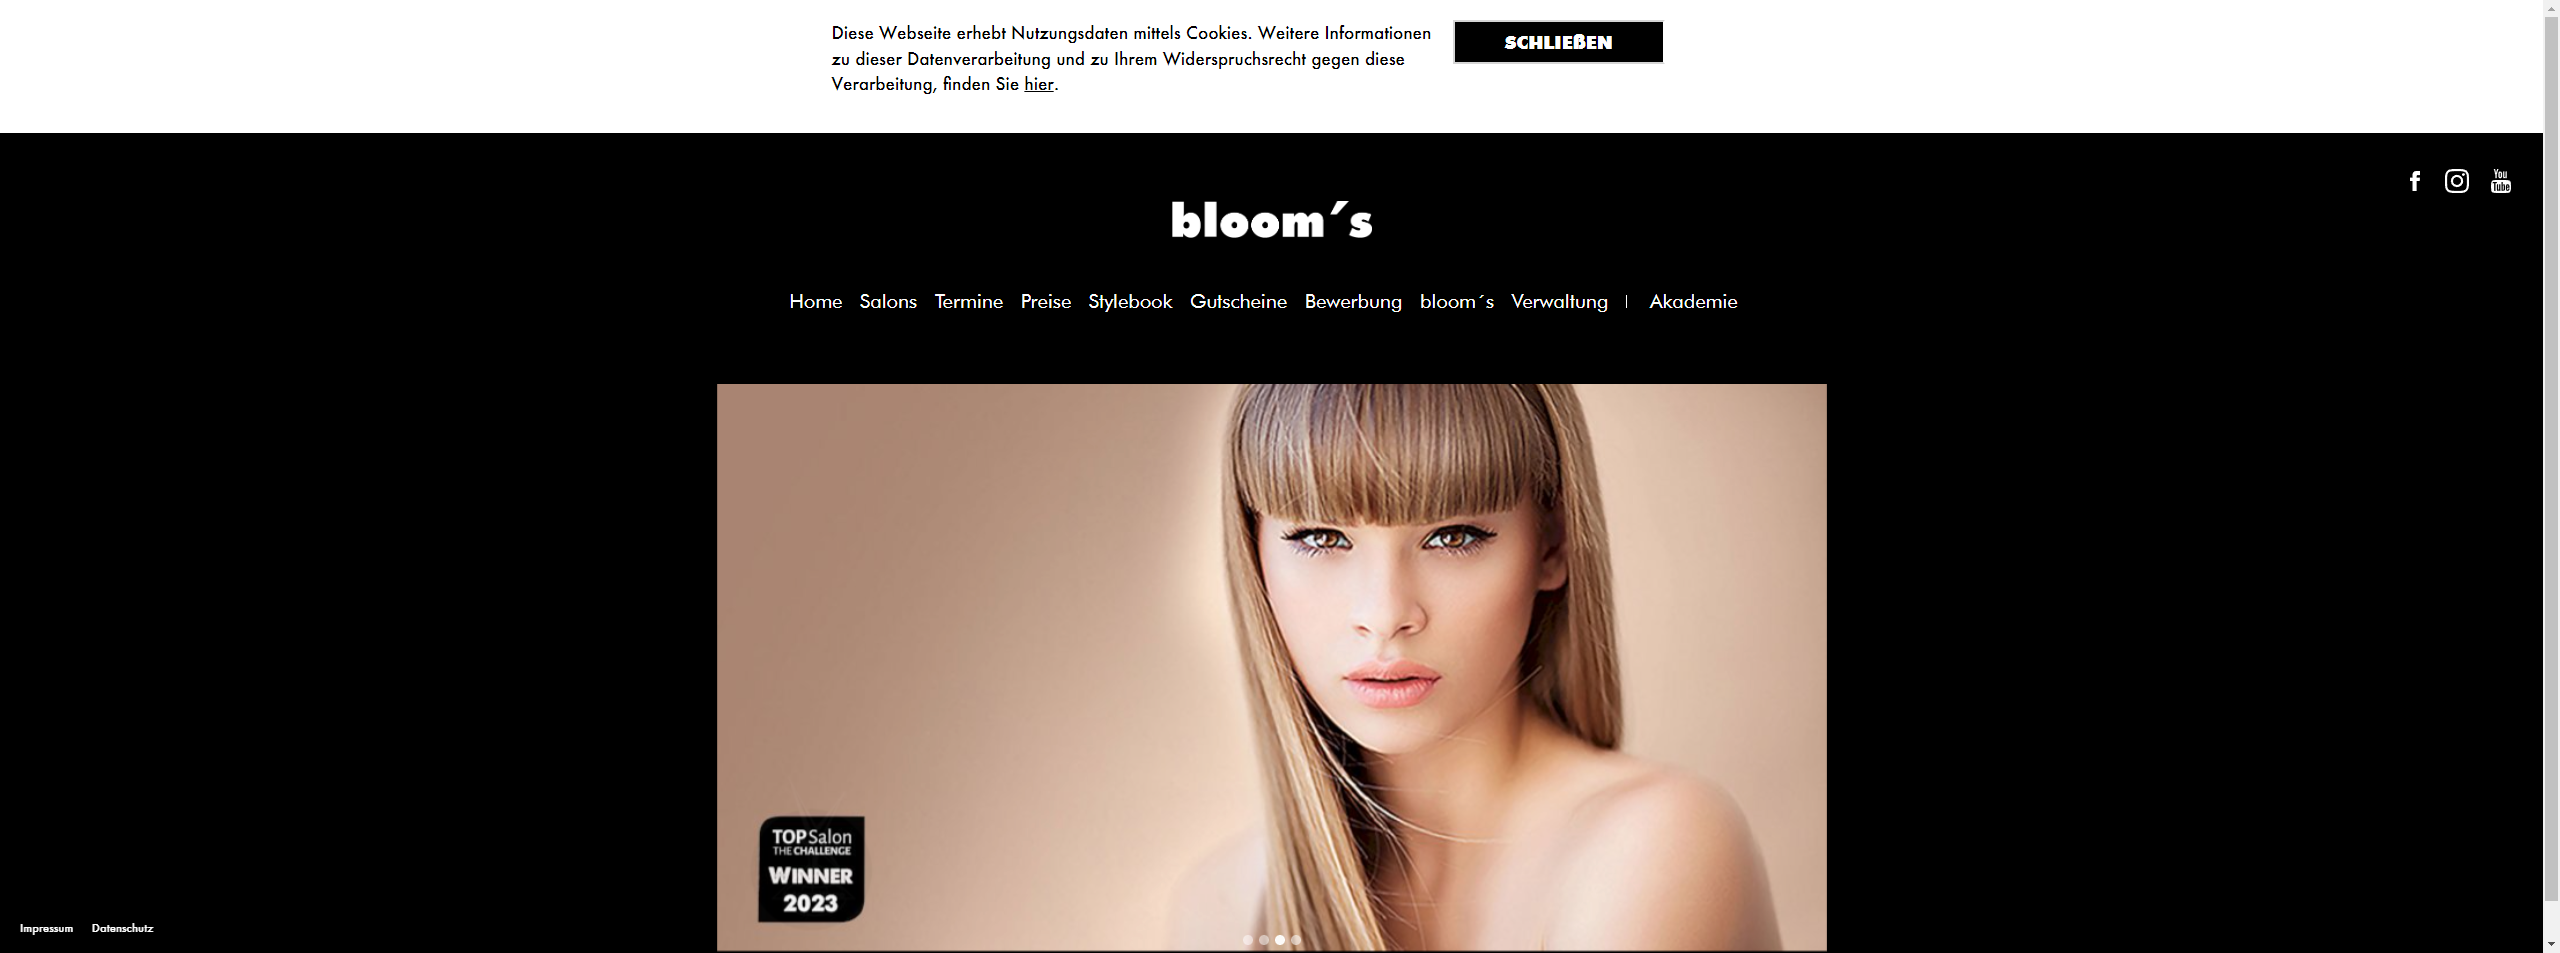 Diese Webseite erhebt Nutzungsdaten mittels Cookies. Weitere Informationen
zu dieser Datenverarbeitung und zu Ihrem Widerspruchsrecht gegen diese
Verarbeitung, finden Sie hier.
SCHLIEßEN
You
Tube
bloom´s
Home Salons Termine Preise Stylebook Gutscheine Bewerbung bloom´s Verwaltung | Akademie
TOP Salon
THE CHALLENGE
WINNER
2023
Impressum Datenschutz